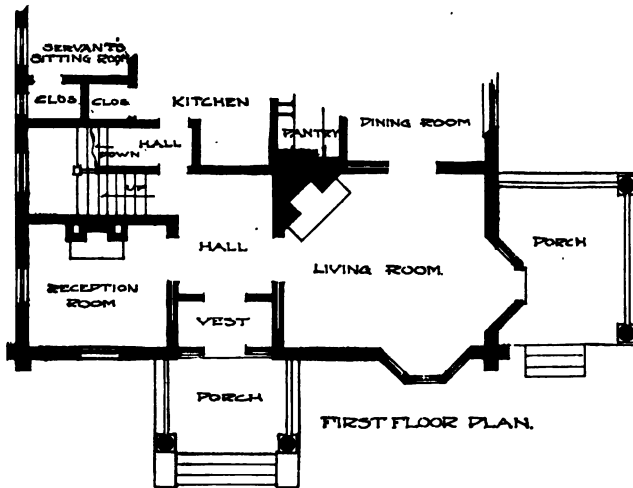 SERVANT'S
SITTING ROOM
CLOS.
CLOS
KITCHEN
PANTRY
DINING ROOM
HALL
DOWN
UP
HALL
LIVING ROOM.
PORCH
RECEPTION
ROOM
VEST
PORCH
FIRST FLOOR PLAN.